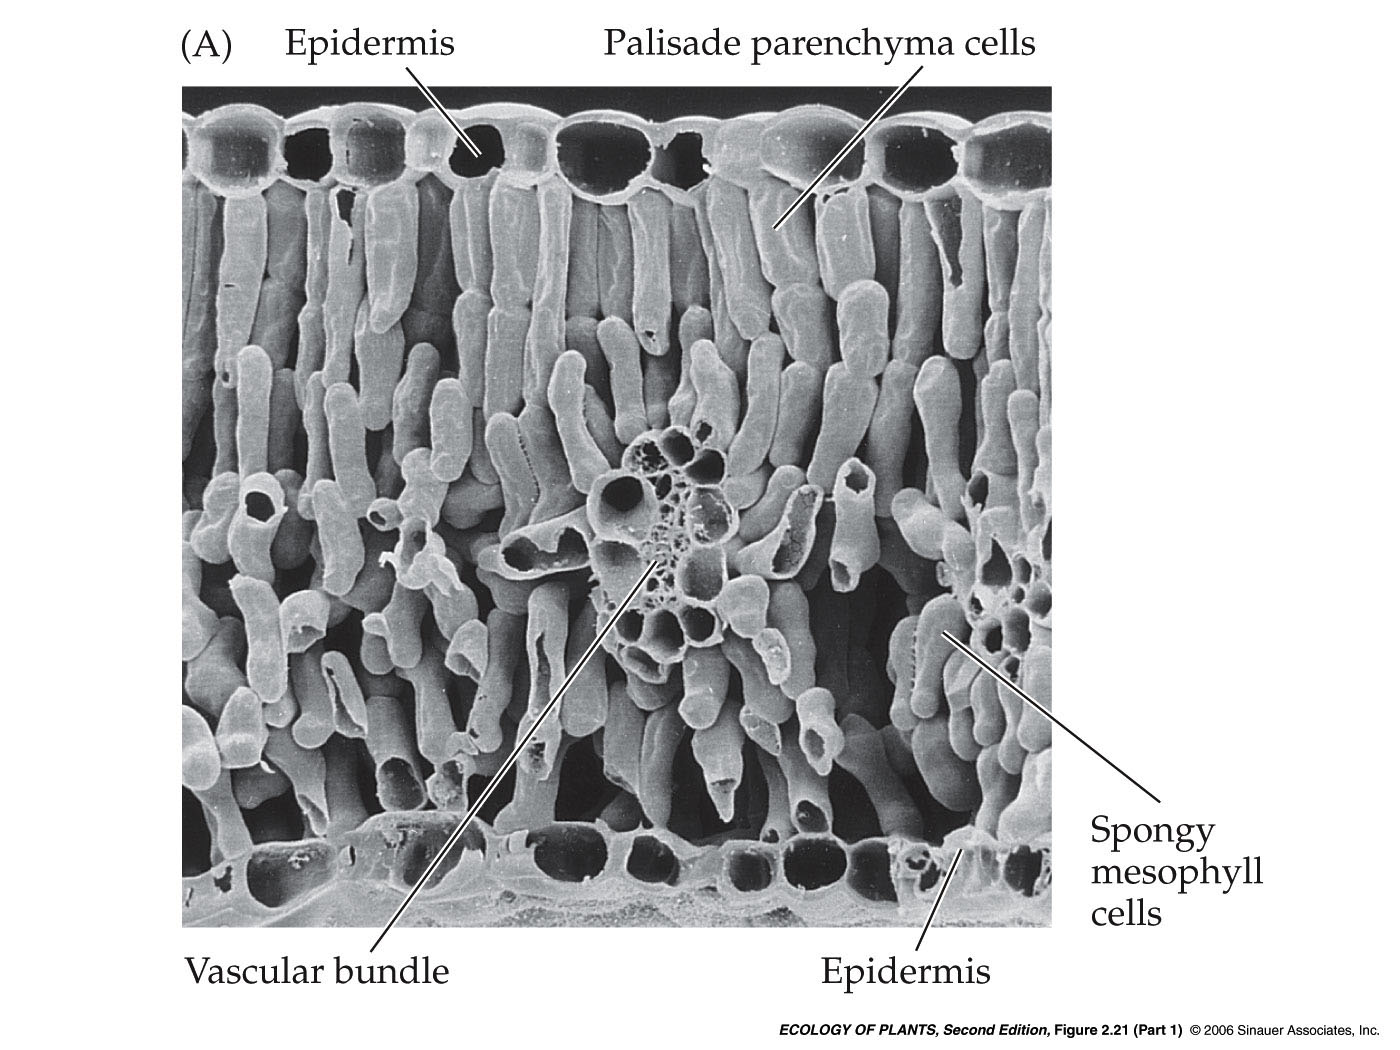 (A) Epidermis Palisade parenchyma cells
Spongy
mesophyll
cells
Vascular bundle Epidermis
ECOLOGY OF PLANTS, Second Edition, Figure 2.21 (Part 1) © 2006 Sinauer Associates, Inc.